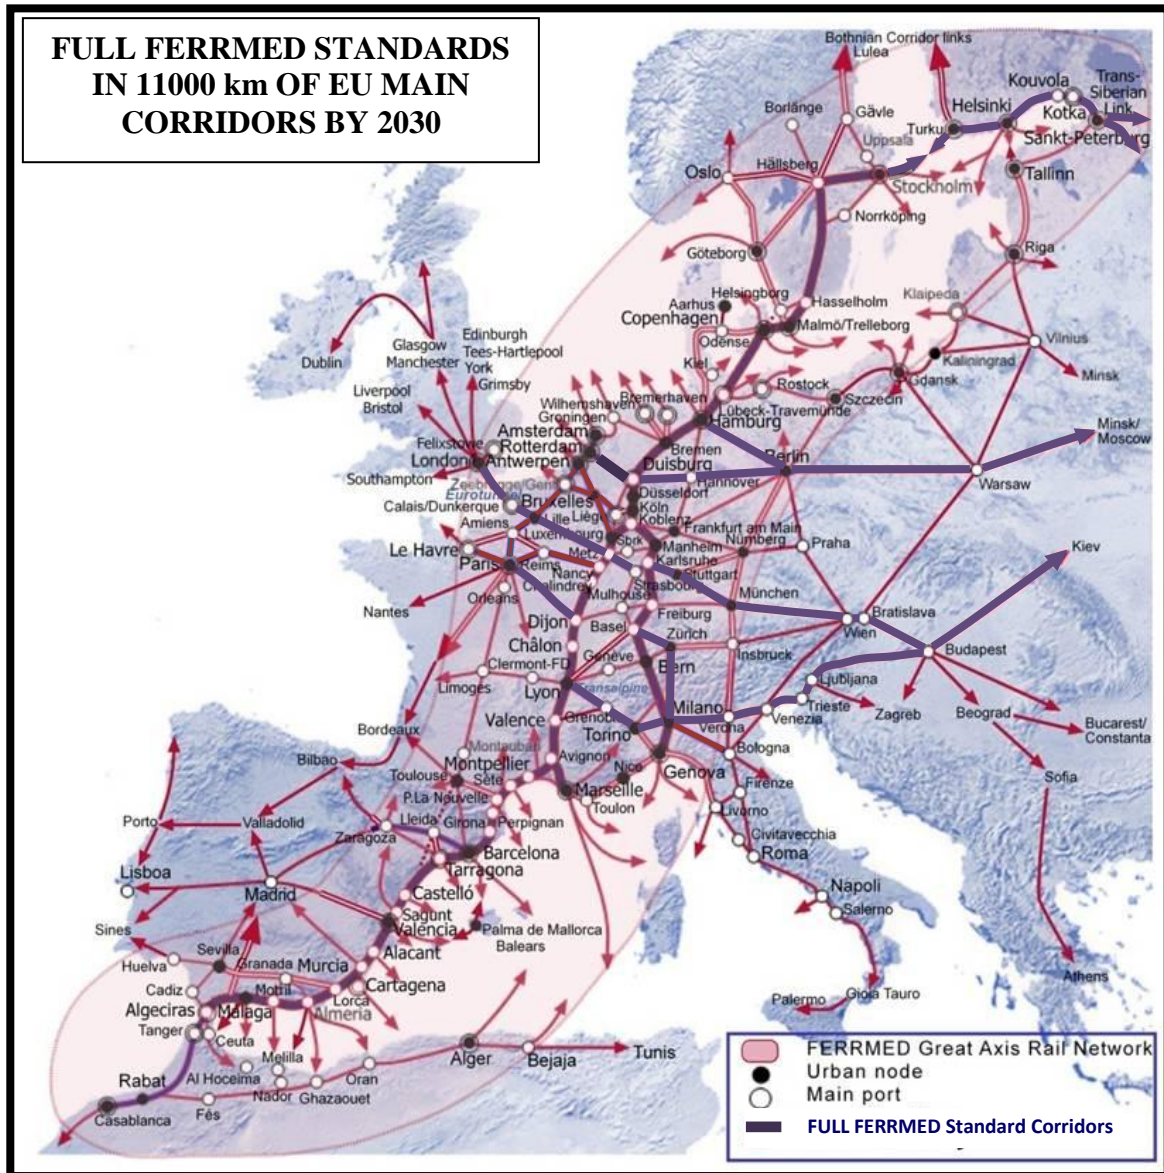 FULL FERRMED STANDARDS
IN 11000 km OF EU MAIN
CORRIDORS BY 2030
Bothnian Corridor links
Lulea
Kouvola
Trans-
Siberian
Link
Borlänge
Gävle
Helsinki
Kotka
Turku
Sankt-Peterburg
Uppsala
Oslo
Hällsberg
Stockholm
Tallinn
Norrköping
Göteborg
Riga
Helsingborg
Hasselholm
Klaipeda
Aarhus
Copenhagen
Malmö/Trelleborg
Odense
Vilnius
Edinburgh
Glasgow
Tees-Hartlepool
Manchester
York
Grimsby
Dublin
Kaliningrad
Kiel
Minsk
Gdansk
Rostock
Liverpool
Bristol
Bremerhaven
Wilhemshaven
Lübeck-Travemünde
Szczecin
Groningen
Hamburg
Minsk/
Moscow
Amsterdam
Felixstowe
Rotterdam
Bremen
London
Antwerpen
Duisburg
Berlin
Southampton
Zeebrugge/Gent
Hannover
Warsaw
Eurotunnel
Bruxelles
Düsseldorf
Calais/Dunkerque
Köln
Lille
Liège
Koblenz
Amiens
Frankfurt am Main
Luxembourg
Sbrk
Manheim
Nürnberg
Praha
Kiev
Le Havre
Metz
Karlsruhe
Paris
Reims
Nancy
Stuttgart
Chalindrey
Strasbourg
Orleans
Mulhouse
München
Nantes
Freiburg
Bratislava
Dijon
Basel
Wien
Zürich
Châlon
Insbruck
Budapest
Clermont-FD
Genève
Bern
Limoges
Lyon
Transalpine
Ljubljana
Grenoble
Milano
Trieste
Valence
Verona
Venezia
Zagreb
Beograd
Bucarest/
Constanta
Torino
Bordeaux
Montauban
Bologna
Bilbao
Montpellier
Avignon
Nice
Genova
Toulouse
Sète
Marseille
Firenze
Sofia
P.La Nouvelle
Toulon
Livorno
Porto
Valladolid
Lleida
Girona
Perpignan
Zaragoza
Civitavecchia
Barcelona
Roma
Lisboa
Tarragona
Madrid
Castelló
Napoli
Sagunt
Salerno
València
Palma de Mallorca
Balears
Sines
Sevilla
Alacant
Huelva
Granada
Murcia
Athens
Cadiz
Motril
Lorca
Cartagena
Palermo
Gioia Tauro
Algeciras
Málaga
Almeria
Tanger
Ceuta
Melilla
Alger
Bejaja
Tunis
Rabat
Al Hoceima
Oran
Nador
Ghazaouet
Casablanca
Fés
FERRMED Great Axis Rail Network
Urban node
Main port
FULL FERRMED Standard Corridors